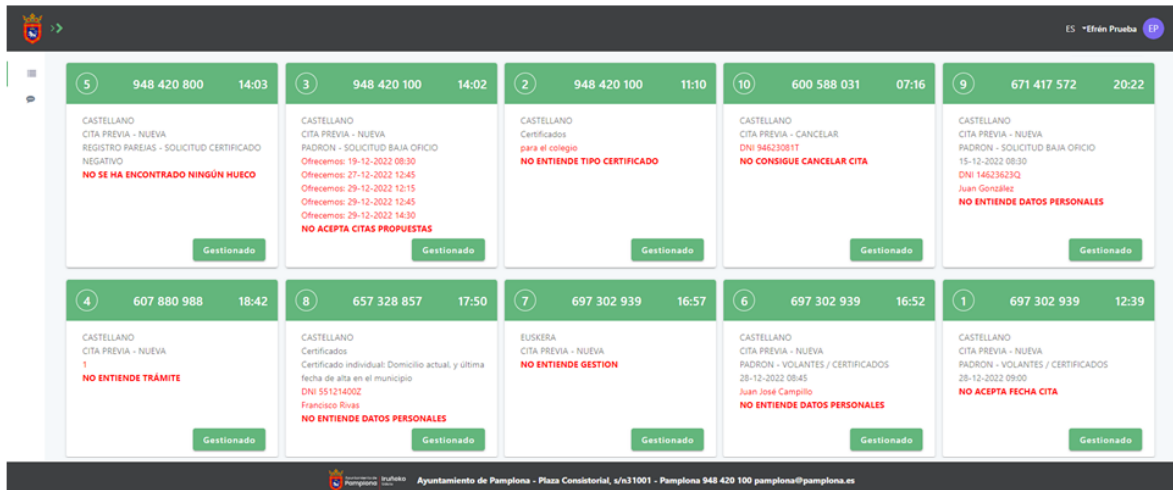 ES Efrén Prueba EP
5 948 420 800 14:03
CASTELLANO
CITA PREVIA - NUEVA
REGISTRO PAREJAS - SOLICITUD CERTIFICADO
NEGATIVO
NO SE HA ENCONTRADO NINGÚN HUECO
Gestionado
3 948 420 100 14:02
CASTELLANO
CITA PREVIA - NUEVA
PADRON - SOLICITUD BAJA OFICIO
Ofrecemos: 19-12-2022 08:30
Ofrecemos: 27-12-2022 12:45
Ofrecemos: 29-12-2022 12:15
Ofrecemos: 29-12-2022 12:45
Ofrecemos: 29-12-2022 14:30
NO ACEPTA CITAS PROPUESTAS
Gestionado
2 948 420 100 11:10
CASTELLANO
Certificados
para el colegio
NO ENTIENDE TIPO CERTIFICADO
Gestionado
10 600 588 031 07:16
CASTELLANO
CITA PREVIA - CANCELAR
DNI 94623081T
NO CONSIGUE CANCELAR CITA
Gestionado
9 671 417 572 20:22
CASTELLANO
CITA PREVIA - NUEVA
PADRON - SOLICITUD BAJA OFICIO
15-12-2022 08:30
DNI 14623623Q
Juan González
NO ENTIENDE DATOS PERSONALES
Gestionado
4 607 880 988 18:42
CASTELLANO
CITA PREVIA - NUEVA
1
NO ENTIENDE TRÁMITE
Gestionado
8 657 328 857 17:50
CASTELLANO
Certificados
Certificado individual: Domicilio actual, y última
fecha de alta en el municipio
DNI 55121400Z
Francisco Rivas
NO ENTIENDE DATOS PERSONALES
Gestionado
7 697 302 939 16:57
EUSKERA
CITA PREVIA - NUEVA
NO ENTIENDE GESTION
Gestionado
6 697 302 939 16:52
CASTELLANO
CITA PREVIA - NUEVA
PADRON - VOLANTES / CERTIFICADOS
28-12-2022 08:45
Juan José Campillo
NO ENTIENDE DATOS PERSONALES
Gestionado
1 697 302 939 12:39
CASTELLANO
CITA PREVIA - NUEVA
PADRON - VOLANTES / CERTIFICADOS
28-12-2022 09:00
NO ACEPTA FECHA CITA
Gestionado
Pamplona Iruñeko
Ayuntamiento de Pamplona - Plaza Consistorial, s/n31001 - Pamplona 948 420 100 pamplona@pamplona.es